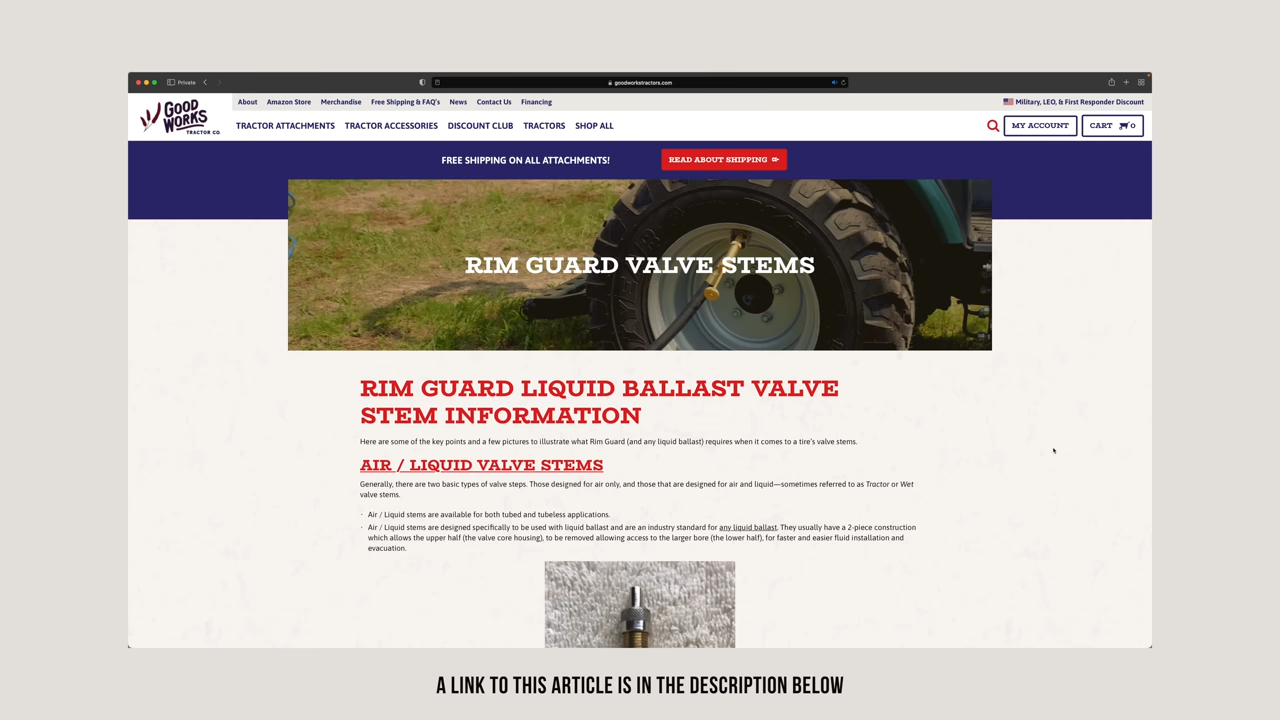 Private
goodworkstractors.com
GOOD
WORKS
TRACTOR CO.
About Amazon Store Merchandise Free Shipping & FAQ's News Contact Us Financing
Military, LEO, & First Responder Discount
TRACTOR ATTACHMENTS TRACTOR ACCESSORIES DISCOUNT CLUB TRACTORS SHOP ALL
MY ACCOUNT
CART 0
FREE SHIPPING ON ALL ATTACHMENTS!
READ ABOUT SHIPPING
RIM GUARD VALVE STEMS
RIM GUARD LIQUID BALLAST VALVE
STEM INFORMATION
Here are some of the key points and a few pictures to illustrate what Rim Guard (and any liquid ballast) requires when it comes to a tire's valve stems.
AIR / LIQUID VALVE STEMS
Generally, there are two basic types of valve steps. Those designed for air only, and those that are designed for air and liquid—sometimes referred to as Tractor or Wet
valve stems.
· Air / Liquid stems are available for both tubed and tubeless applications.
· Air / Liquid stems are designed specifically to be used with liquid ballast and are an industry standard for any liquid ballast. They usually have a 2-piece construction
which allows the upper half (the valve core housing), to be removed allowing access to the larger bore (the lower half), for faster and easier fluid installation and
evacuation.
A LINK TO THIS ARTICLE IS IN THE DESCRIPTION BELOW